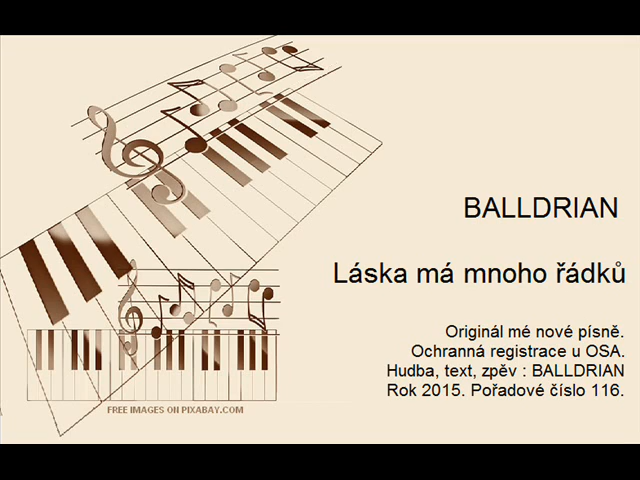 BALLDRIAN
Láska má mnoho řádků
Originál mé nové písně.
Ochranná registrace u OSA.
Hudba, text, zpěv : BALLDRIAN
Rok 2015. Pořadové číslo 116.
FREE IMAGES ON PIXABAY.COM